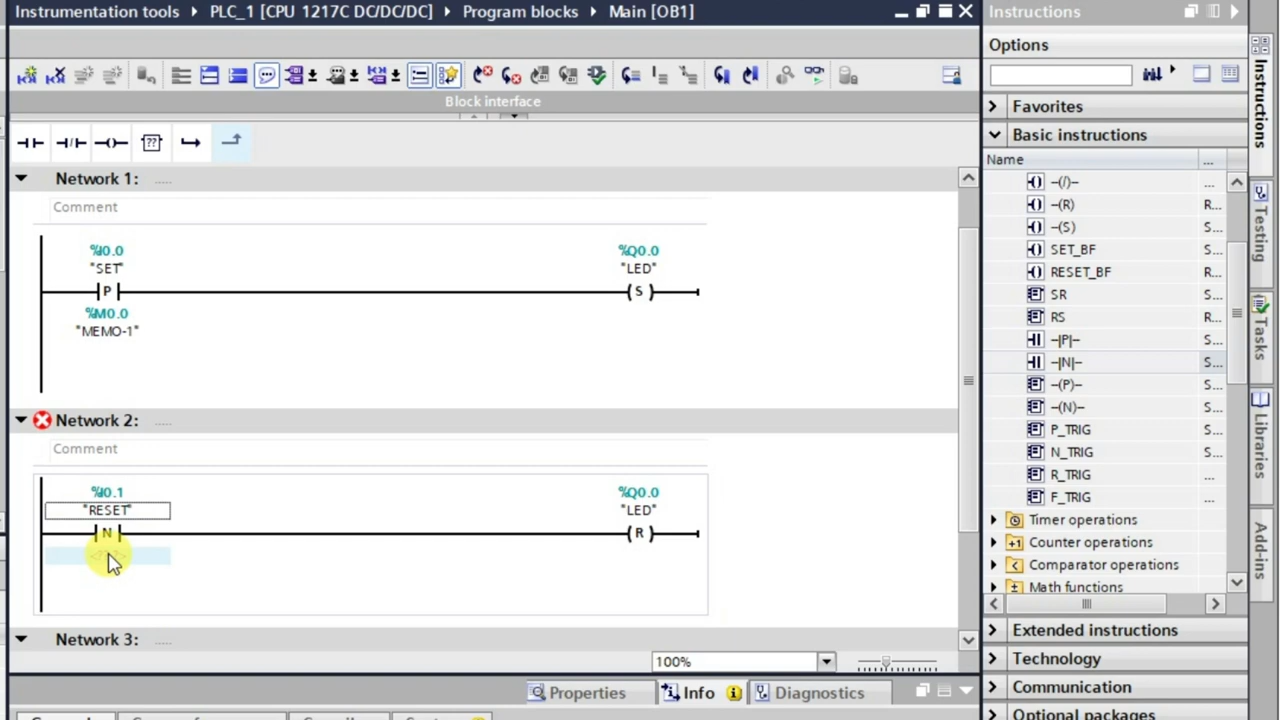 Instrumentation tools PLC_1 [CPU 1217C DC/DC/DC] Program blocks Main [OB1]
Block interface
??
Network 1: .....
Comment
%I0.0
"SET"
P
%M0.0
"MEMO-1"
%Q0.0
"LED"
S
Network 2: .....
Comment
%I0.1
"RESET"
N
%Q0.0
"LED"
R
Network 3: .....
100%
Properties Info Diagnostics
Instructions
Options
Favorites
Basic instructions
Name ...
-(/)- ...
-(R) R...
-(S) S...
SET_BF S...
RESET_BF R...
SR S...
RS R...
-|P|- S...
-|N|- S...
-(P)- S...
-(N)- S...
P_TRIG S...
N_TRIG S...
R_TRIG ...
F_TRIG ...
Timer operations
Counter operations
Comparator operations
Math functions
Extended instructions
Technology
Communication
Optional packages
Instructions
Testing
Tasks
Libraries
Add-ins